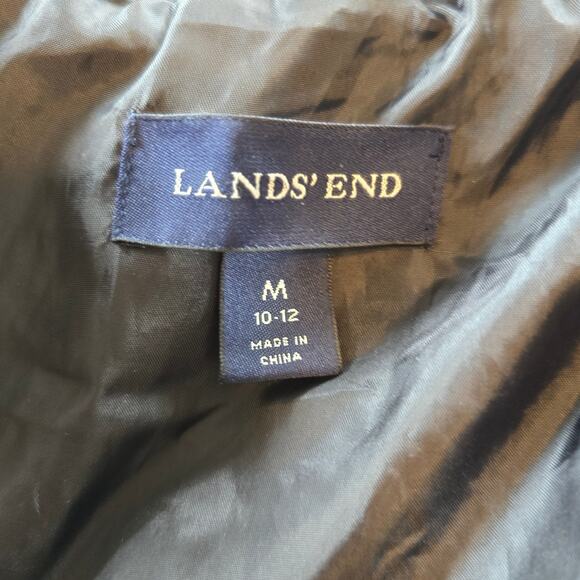 LANDS' END
M
10-12
MADE IN
CHINA